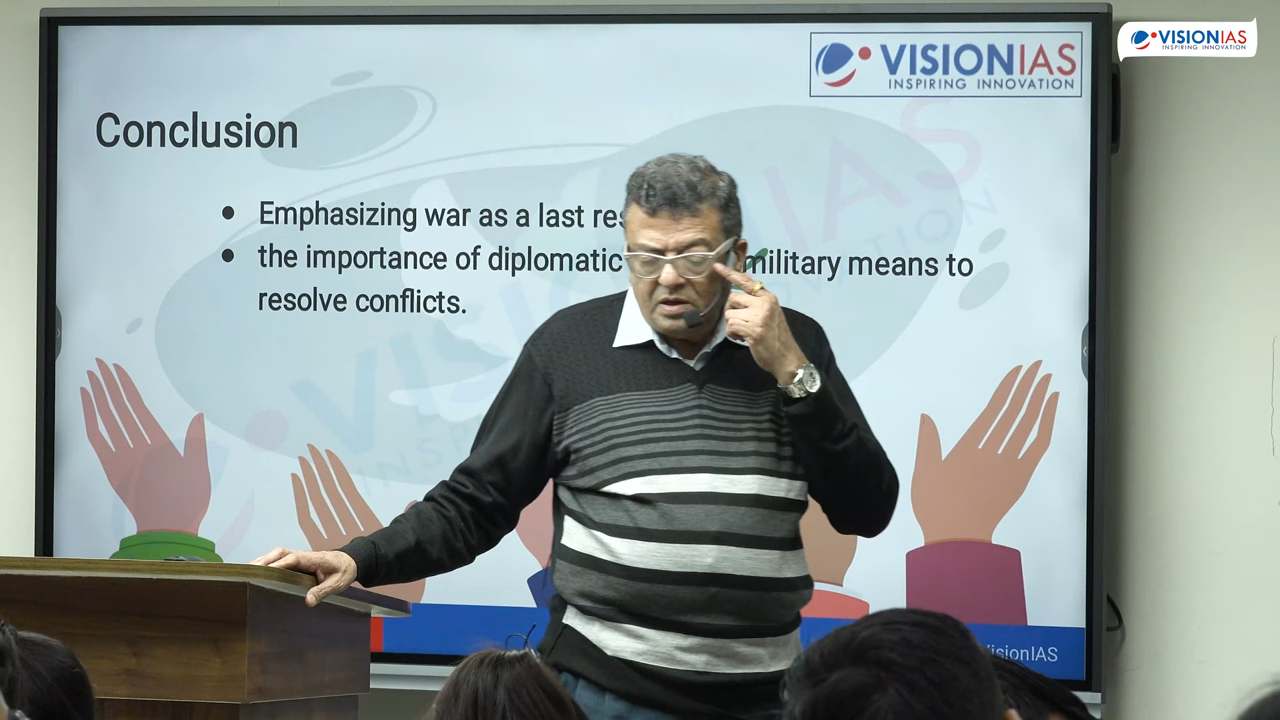 VISIONIAS
INSPIRING INNOVATION
VISIONIAS
INSPIRING INNOVATION
Conclusion
Emphasizing war as a last
the importance of diplomatic military means to
resolve conflicts.
VISIONIAS
VisionIAS